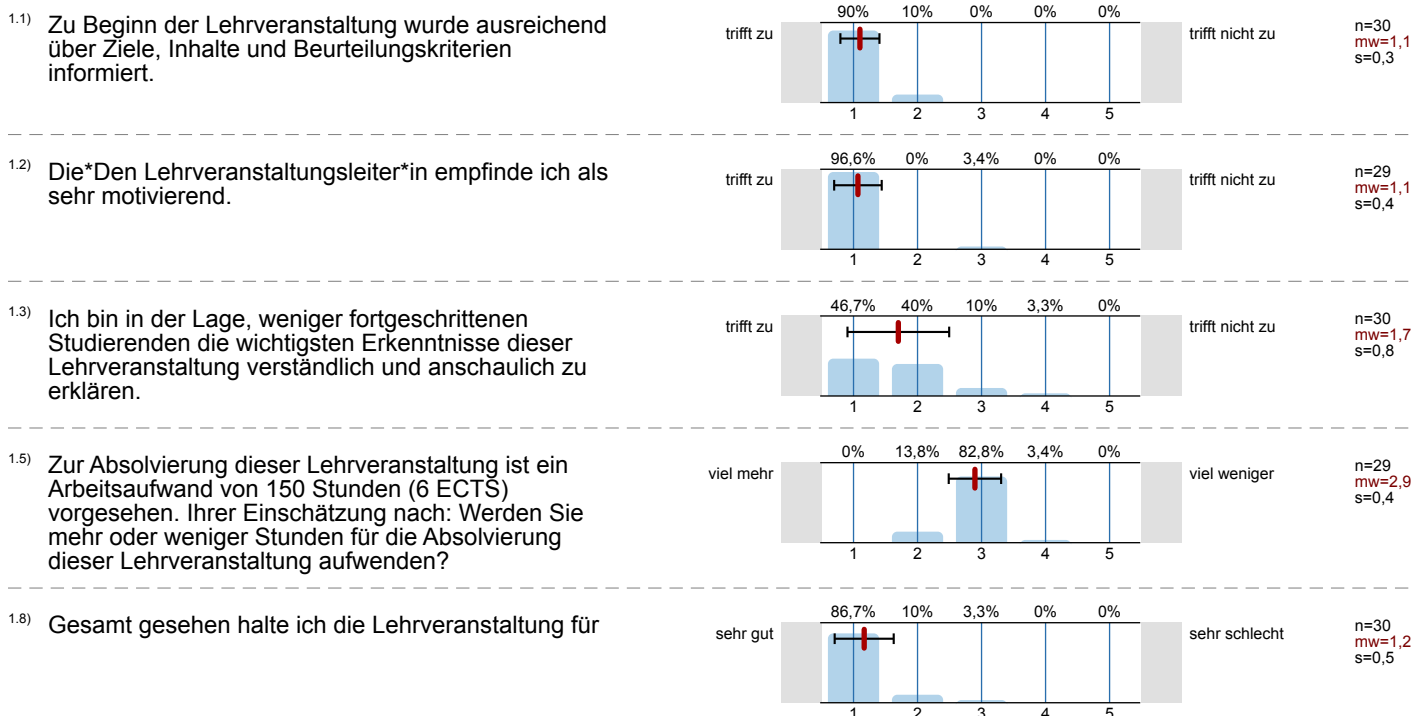 1.1) Zu Beginn der Lehrveranstaltung wurde ausreichend
über Ziele, Inhalte und Beurteilungskriterien
informiert.
90% 10% 0% 0% 0%
trifft zu trifft nicht zu
n=30
mw=1,1
s=0,3
1 2 3 4 5
1.2) Die*Den Lehrveranstaltungsleiter*in empfinde ich als
sehr motivierend.
96,6% 0% 3,4% 0% 0%
trifft zu trifft nicht zu
n=29
mw=1,1
s=0,4
1 2 3 4 5
1.3) Ich bin in der Lage, weniger fortgeschrittenen
Studierenden die wichtigsten Erkenntnisse dieser
Lehrveranstaltung verständlich und anschaulich zu
erklären.
46,7% 40% 10% 3,3% 0%
trifft zu trifft nicht zu
n=30
mw=1,7
s=0,8
1 2 3 4 5
1.5) Zur Absolvierung dieser Lehrveranstaltung ist ein
Arbeitsaufwand von 150 Stunden (6 ECTS)
vorgesehen. Ihrer Einschätzung nach: Werden Sie
mehr oder weniger Stunden für die Absolvierung
dieser Lehrveranstaltung aufwenden?
0% 13,8% 82,8% 3,4% 0%
viel mehr viel weniger
n=29
mw=2,9
s=0,4
1 2 3 4 5
1.8) Gesamt gesehen halte ich die Lehrveranstaltung für
86,7% 10% 3,3% 0% 0%
sehr gut sehr schlecht
n=30
mw=1,2
s=0,5
1 2 3 4 5